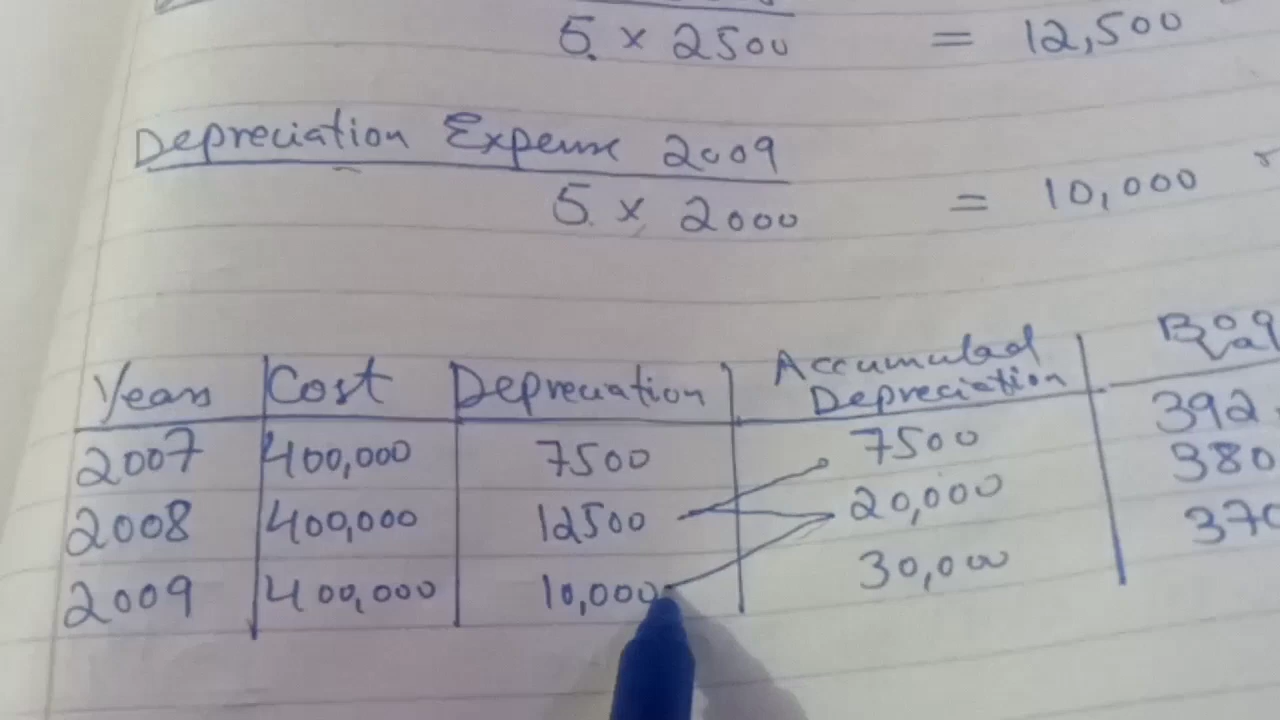 5 × 2500 = 12,500
Depreciation Expense 2009
5 × 2000 = 10,000
Years Cost Depreciation Accumulad Depreciation
2007 400,000 7500 7500 392
2008 400,000 12500 20,000 380
2009 400,000 10,000 30,000 370